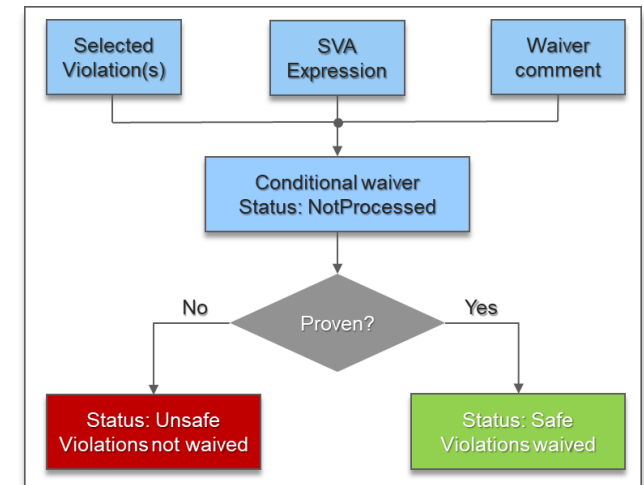 Selected
Violation(s)
SVA
Expression
Waiver
comment
Conditional waiver
Status: NotProcessed
No
Yes
Proven?
Status: Unsafe
Violations not waived
Status: Safe
Violations waived